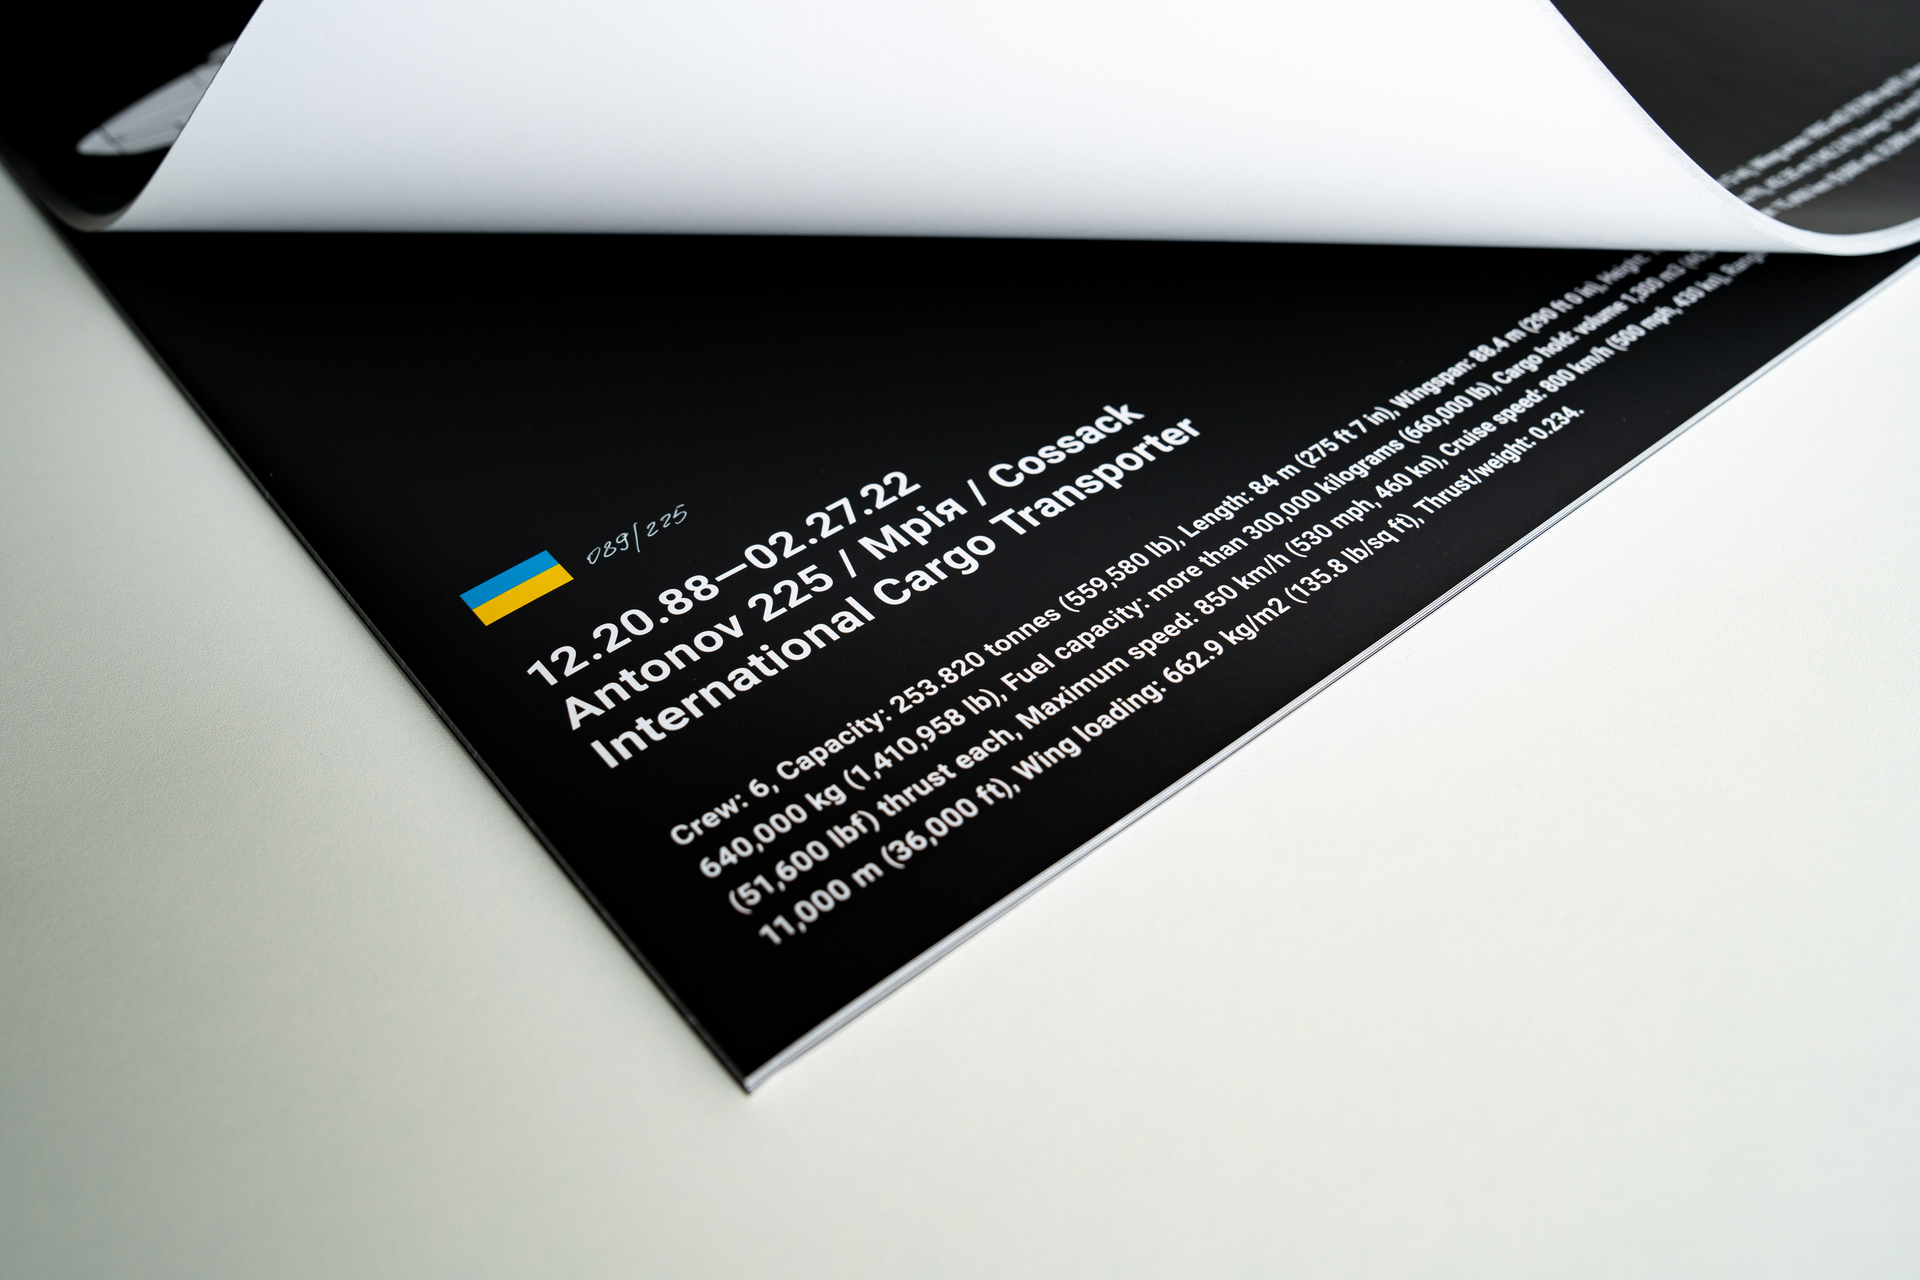 089/225
12.20.88—02.27.22
Antonov 225 / Мрія / Cossack
International Cargo Transporter
Crew: 6, Capacity: 253.820 tonnes (559,580 lb), Length: 84 m (275 ft 7 in), Wingspan: 88.4 m (290 ft 0 in), Height:
640,000 kg (1,410,958 lb), Fuel capacity: more than 300,000 kilograms (660,000 lb), Cargo hold: volume 1,300 m3
(51,600 lbf) thrust each, Maximum speed: 850 km/h (530 mph, 460 kn), Cruise speed: 800 km/h (500 mph, 430 kn),
11,000 m (36,000 ft), Wing loading: 662.9 kg/m2 (135.8 lb/sq ft), Thrust/weight: 0.234.